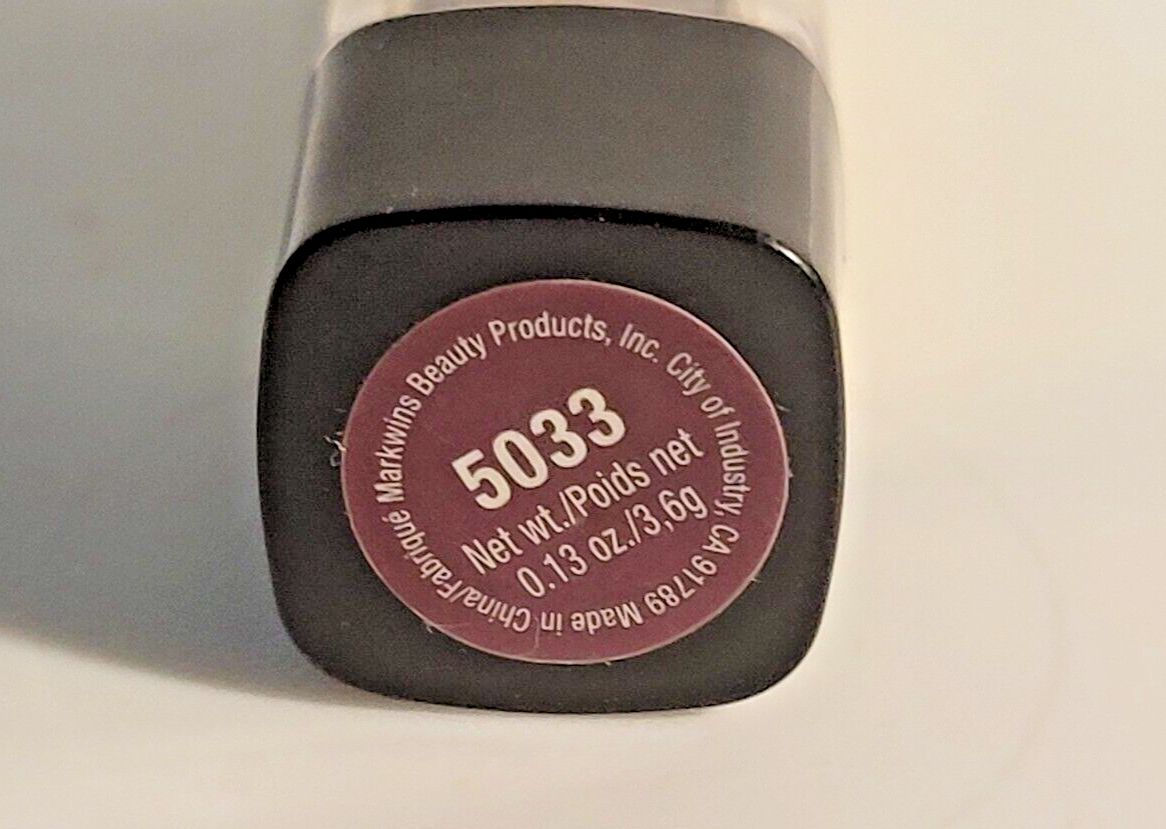 Markwins Beauty Products, Inc. City of Industry, CA 91789 Made in China/Fabriqué
5033
Net wt./Poids net
0.13 oz./3,6g